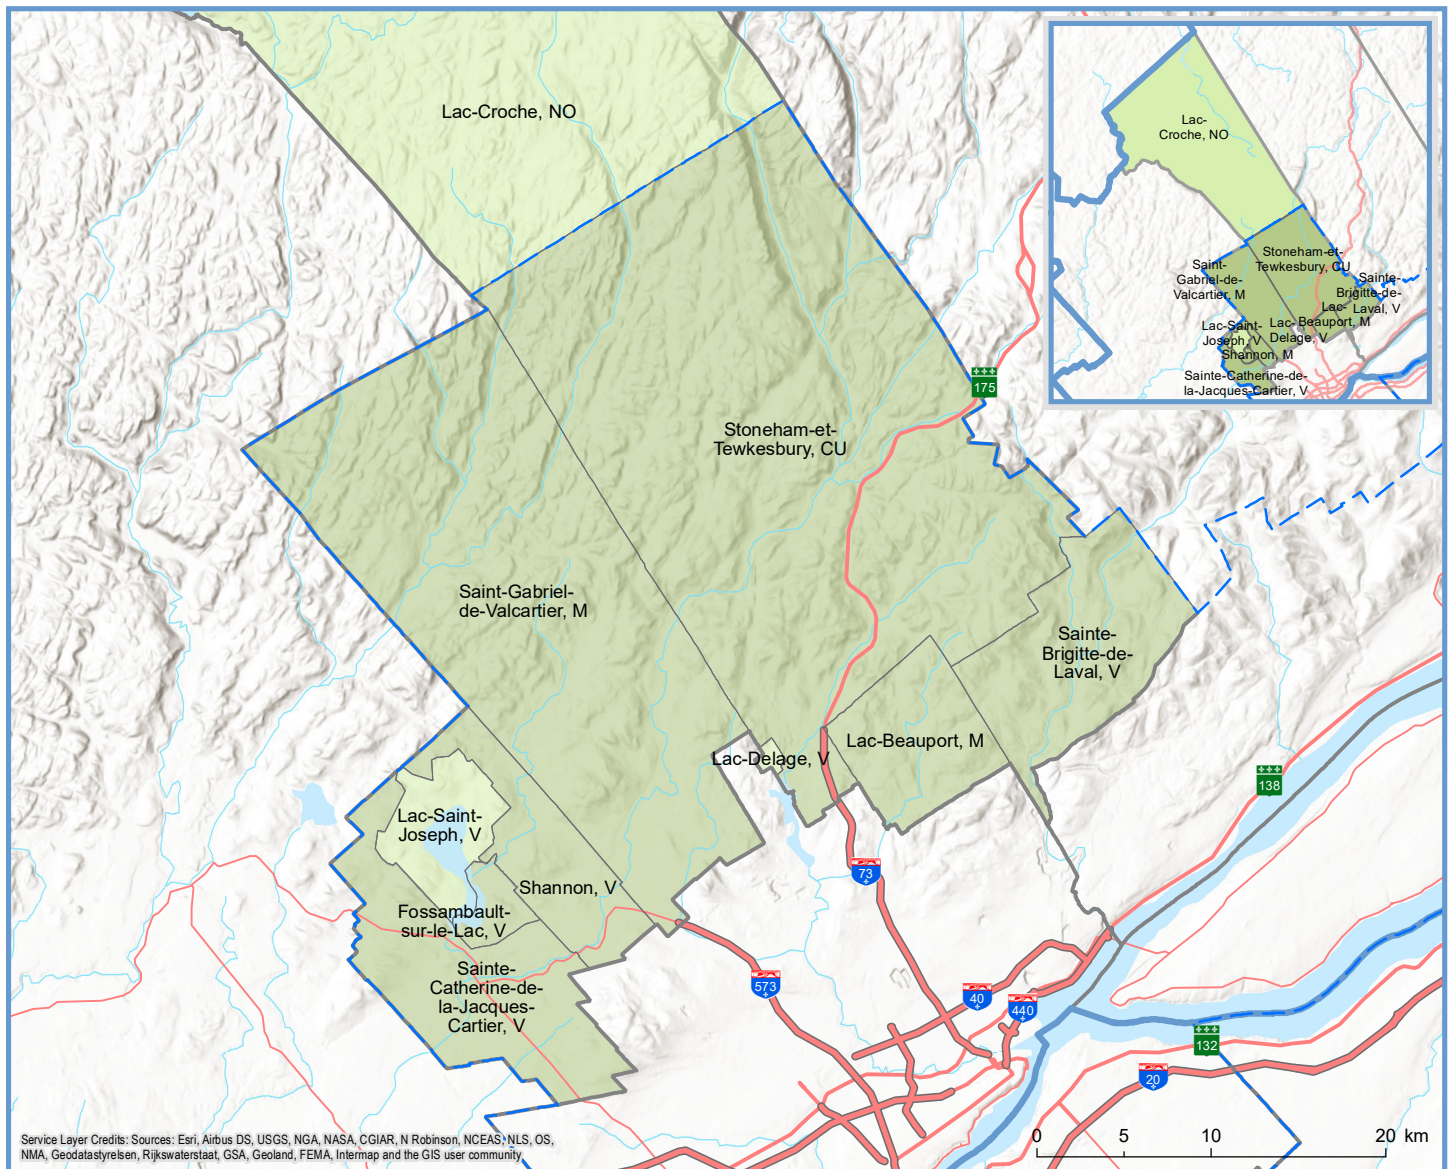 Lac-Croche, NO
Stoneham-et-
Tewkesbury, CU
Saint-Gabriel-
de-Valcartier, M
Sainte-
Brigitte-de-
Laval, V
Lac-Delage, V
Lac-Beauport, M
Lac-Saint-
Joseph, V
Shannon, V
Fossambault-
sur-le-Lac, V
Sainte-
Catherine-de-
la-Jacques-
Cartier, V
175
138
73
573
40
440
132
20
Lac-
Croche, NO
Stoneham-et-
Tewkesbury, CU
Saint-
Gabriel-de-
Valcartier, M
Sainte-
Brigitte-de-
Laval, V
Lac-
Beauport, M
Lac-
Delage, V
Lac-Saint-
Joseph, V
Shannon, M
Sainte-Catherine-de-
la-Jacques-Cartier, V
0 5 10 20 km
Service Layer Credits: Sources: Esri, Airbus DS, USGS, NGA, NASA, CGIAR, N Robinson, NCEAS, NLS, OS,
NMA, Geodatastyrelsen, Rijkswaterstaat, GSA, Geoland, FEMA, Intermap and the GIS user community